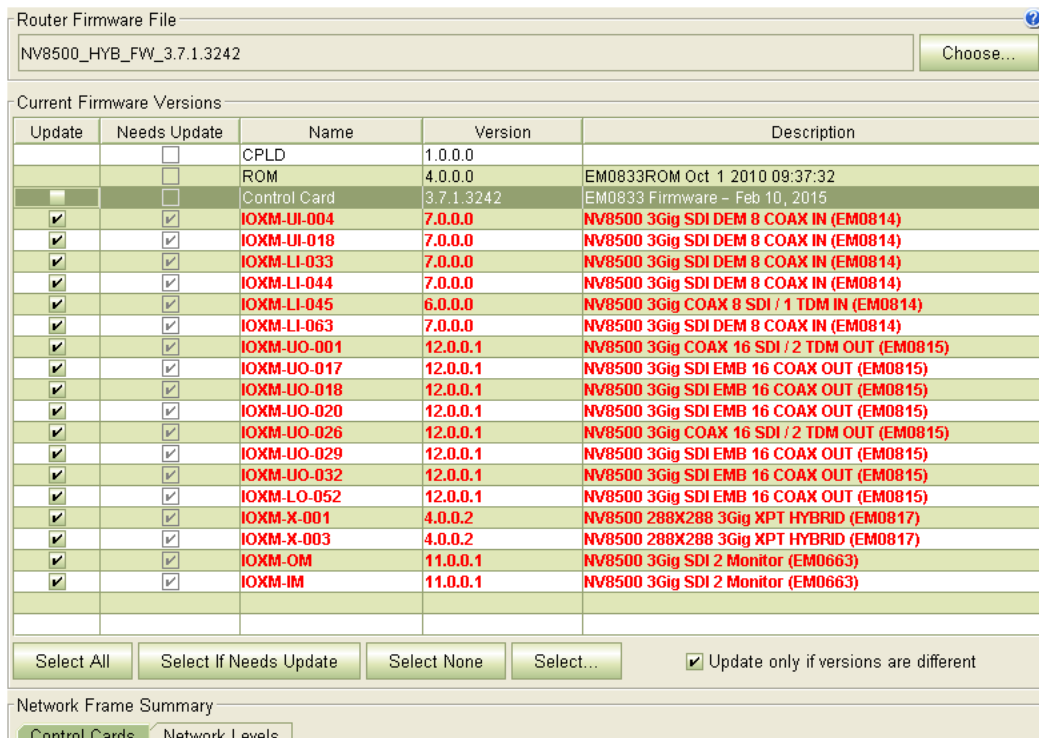 Router Firmware File
NV8500_HYB_FW_3.7.1.3242 Choose...
Current Firmware Versions
Update Needs Update Name Version Description
CPLD 1.0.0.0
ROM 4.0.0.0 EM0833ROM Oct 1 2010 09:37:32
Control Card 3.7.1.3242 EM0833 Firmware – Feb 10, 2015
IOXM-UI-004 7.0.0.0 NV8500 3Gig SDI DEM 8 COAX IN (EM0814)
IOXM-UI-018 7.0.0.0 NV8500 3Gig SDI DEM 8 COAX IN (EM0814)
IOXM-LI-033 7.0.0.0 NV8500 3Gig SDI DEM 8 COAX IN (EM0814)
IOXM-LI-044 7.0.0.0 NV8500 3Gig SDI DEM 8 COAX IN (EM0814)
IOXM-LI-045 6.0.0.0 NV8500 3Gig COAX 8 SDI / 1 TDM IN (EM0814)
IOXM-LI-063 7.0.0.0 NV8500 3Gig SDI DEM 8 COAX IN (EM0814)
IOXM-UO-001 12.0.0.1 NV8500 3Gig COAX 16 SDI / 2 TDM OUT (EM0815)
IOXM-UO-017 12.0.0.1 NV8500 3Gig SDI EMB 16 COAX OUT (EM0815)
IOXM-UO-018 12.0.0.1 NV8500 3Gig SDI EMB 16 COAX OUT (EM0815)
IOXM-UO-020 12.0.0.1 NV8500 3Gig SDI EMB 16 COAX OUT (EM0815)
IOXM-UO-026 12.0.0.1 NV8500 3Gig COAX 16 SDI / 2 TDM OUT (EM0815)
IOXM-UO-029 12.0.0.1 NV8500 3Gig SDI EMB 16 COAX OUT (EM0815)
IOXM-UO-032 12.0.0.1 NV8500 3Gig SDI EMB 16 COAX OUT (EM0815)
IOXM-LO-052 12.0.0.1 NV8500 3Gig SDI EMB 16 COAX OUT (EM0815)
IOXM-X-001 4.0.0.2 NV8500 288X288 3Gig XPT HYBRID (EM0817)
IOXM-X-003 4.0.0.2 NV8500 288X288 3Gig XPT HYBRID (EM0817)
IOXM-OM 11.0.0.1 NV8500 3Gig SDI 2 Monitor (EM0663)
IOXM-IM 11.0.0.1 NV8500 3Gig SDI 2 Monitor (EM0663)
Select All Select If Needs Update Select None Select... Update only if versions are different
Network Frame Summary
Control Cards Network Levels